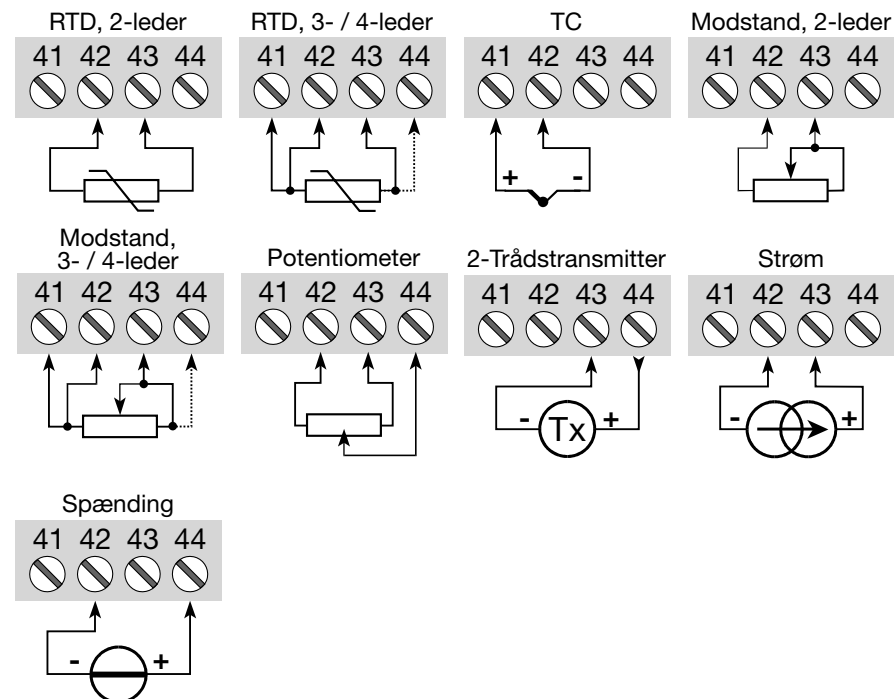 RTD, 2-leder
41 42 43 44
RTD, 3- / 4-leder
41 42 43 44
TC
41 42 43 44
+ -
Modstand, 2-leder
41 42 43 44
Modstand,
3- / 4-leder
41 42 43 44
Potentiometer
41 42 43 44
2-Trådstransmitter
41 42 43 44
- Tx +
Strøm
41 42 43 44
- +
Spænding
41 42 43 44
- +